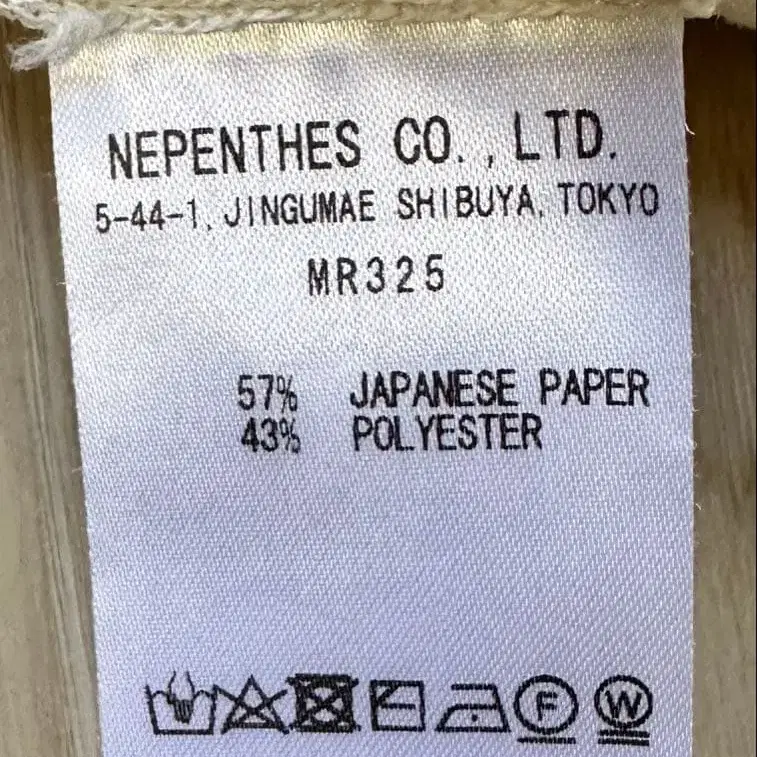 NEPENTHES CO., LTD.
5-44-1, JINGUMAE SHIBUYA, TOKYO
MR325
57% JAPANESE PAPER
43% POLYESTER
F W